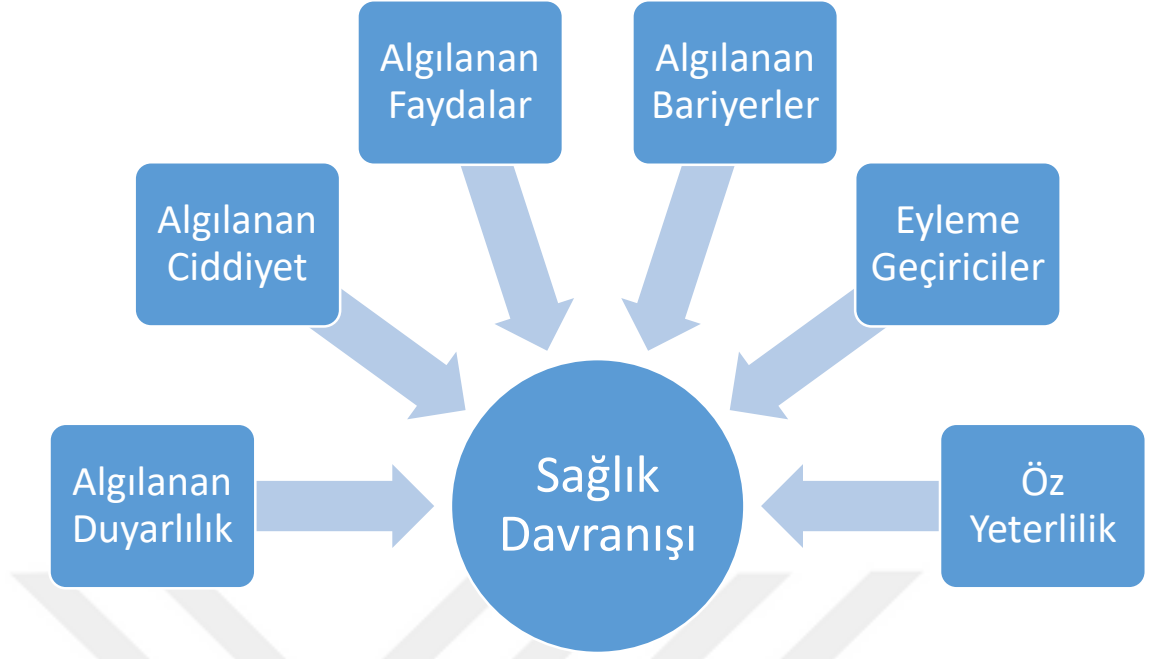 Algılanan
Faydalar
Algılanan
Bariyerler
Algılanan
Ciddiyet
Eyleme
Geçiriciler
Algılanan
Duyarlılık
Sağlık
Davranışı
Öz
Yeterlilik